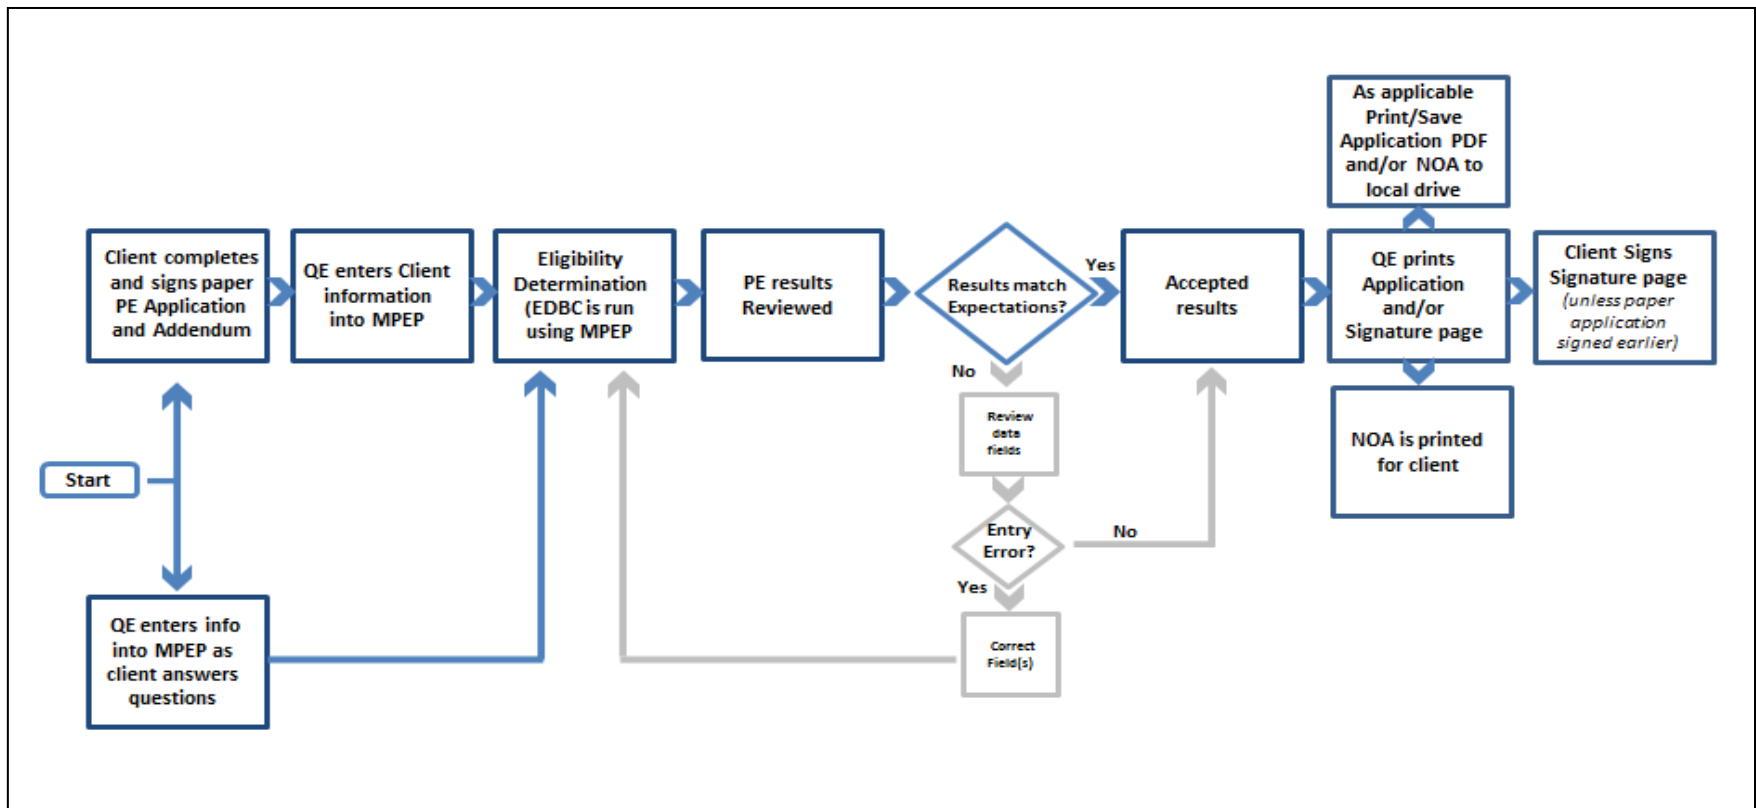 As applicable
Print/Save
Application PDF
and/or NOA to
local drive
Client completes
and signs paper
PE Application
and Addendum
QE enters Client
information
into MPEP
Eligibility
Determination
(EDBC is run
using MPEP
PE results
Reviewed
Results match
Expectations?
Yes
Accepted
results
QE prints
Application
and/or
Signature page
Client Signs
Signature page
(unless paper
application
signed earlier)
No
Review
data
fields
NOA is printed
for client
Start
Entry
Error?
No
Yes
QE enters info
into MPEP as
client answers
questions
Correct
Field(s)